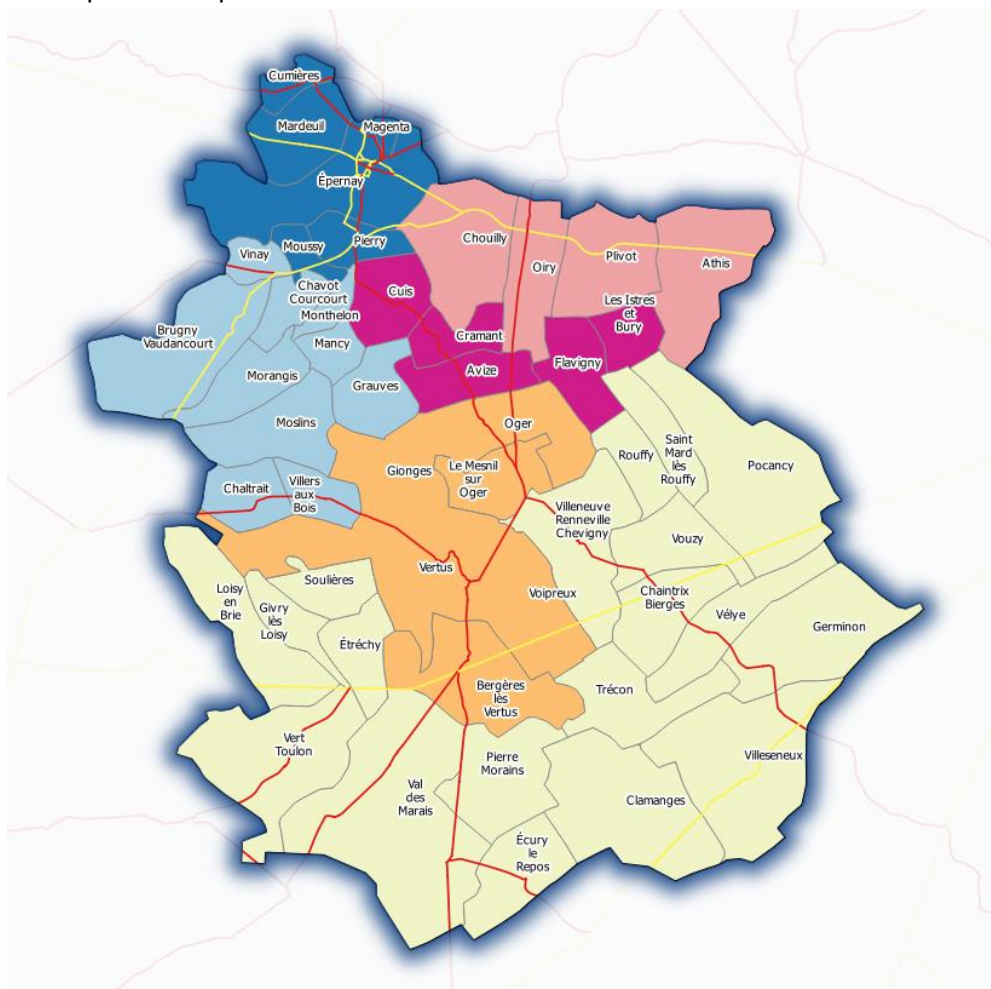 Cumières
Mardeuil
Magenta
Épernay
Vinay
Moussy
Pierry
Chouilly
Oiry
Plivot
Athis
Cuis
Chavot
Courcourt
Monthelon
Les Istres
et
Bury
Brugny
Vaudancourt
Mancy
Cramant
Morangis
Grauves
Avize
Flavigny
Moslins
Oger
Gionges
Le Mesnil
sur
Oger
Rouffy
Saint
Mard
lès
Rouffy
Pocancy
Chaltrait
Villers
aux
Bois
Villeneuve
Renneville
Chevigny
Vouzy
Vertus
Voipreux
Soulières
Loisy
en
Brie
Givry
lès
Loisy
Étréchy
Chaintrix
Bierges
Vélye
Germinon
Bergères
lès
Vertus
Trécon
Vert
Toulon
Pierre
Morains
Val
des
Marais
Villeseneux
Clamanges
Écury
le
Repos